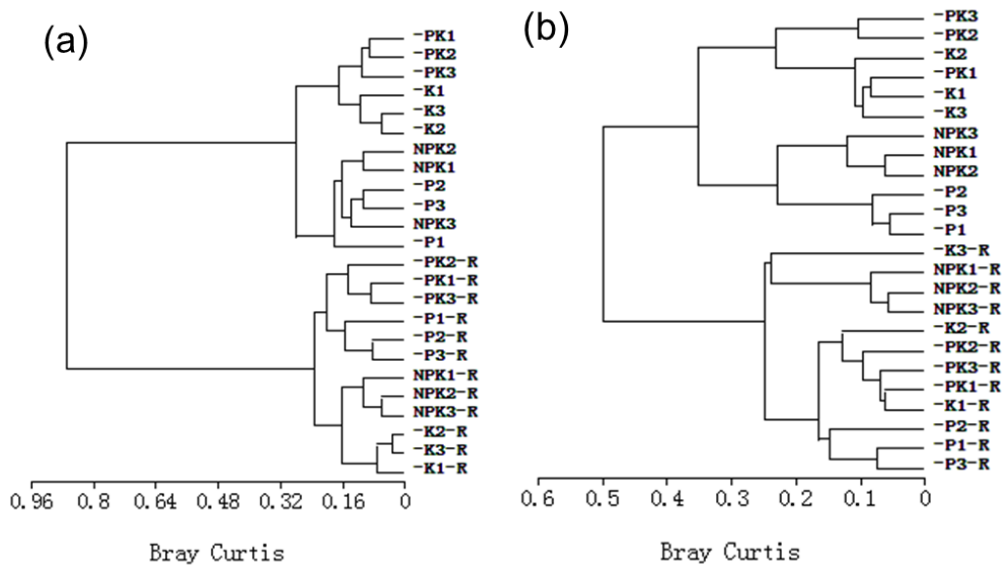 (a)
-PK1
-PK2
-PK3
-K1
-K3
-K2
NPK2
NPK1
-P2
-P3
NPK3
-P1
-PK2-R
-PK1-R
-PK3-R
-P1-R
-P2-R
-P3-R
NPK1-R
NPK2-R
NPK3-R
-K2-R
-K3-R
-K1-R
0.96 0.8 0.64 0.48 0.32 0.16 0
Bray Curtis
(b)
-PK3
-PK2
-K2
-PK1
-K1
-K3
NPK3
NPK1
NPK2
-P2
-P3
-P1
-K3-R
NPK1-R
NPK2-R
NPK3-R
-K2-R
-PK2-R
-PK3-R
-PK1-R
-K1-R
-P2-R
-P1-R
-P3-R
0.6 0.5 0.4 0.3 0.2 0.1 0
Bray Curtis